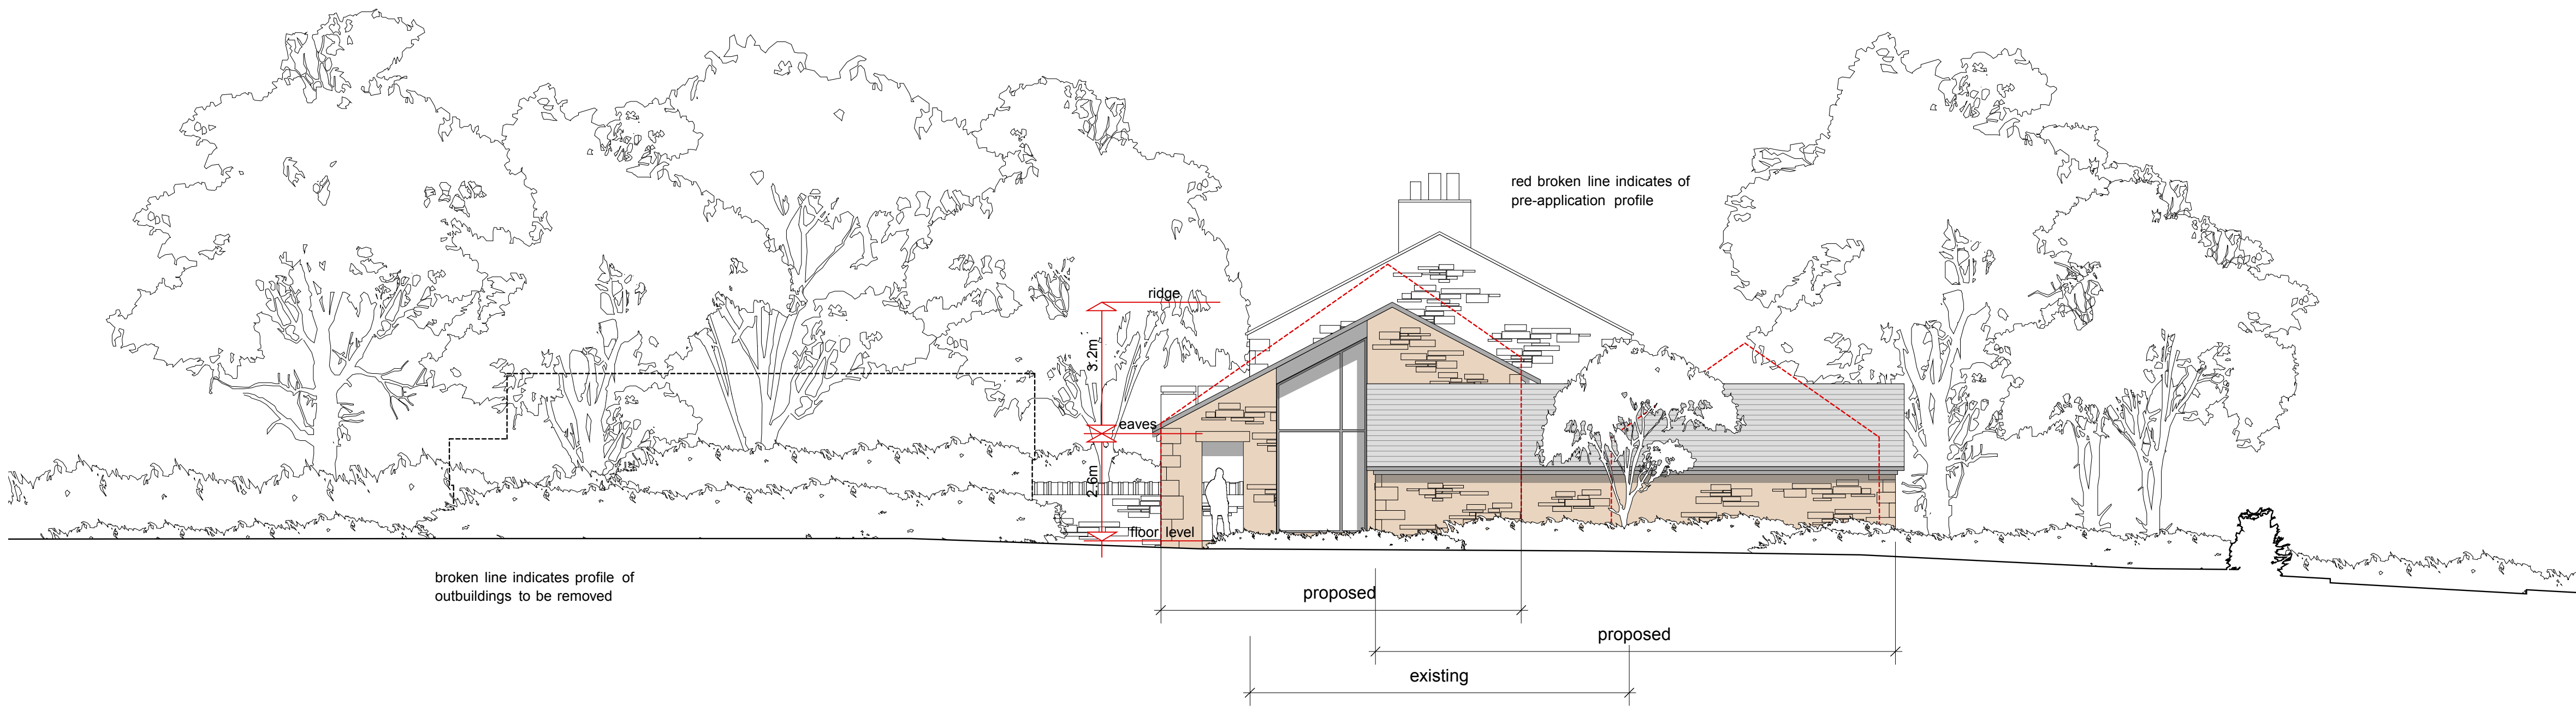 red broken line indicates of
pre-application profile
ridge
3.2m
eaves
2.6m
floor level
broken line indicates profile of
outbuildings to be removed
proposed
proposed
existing